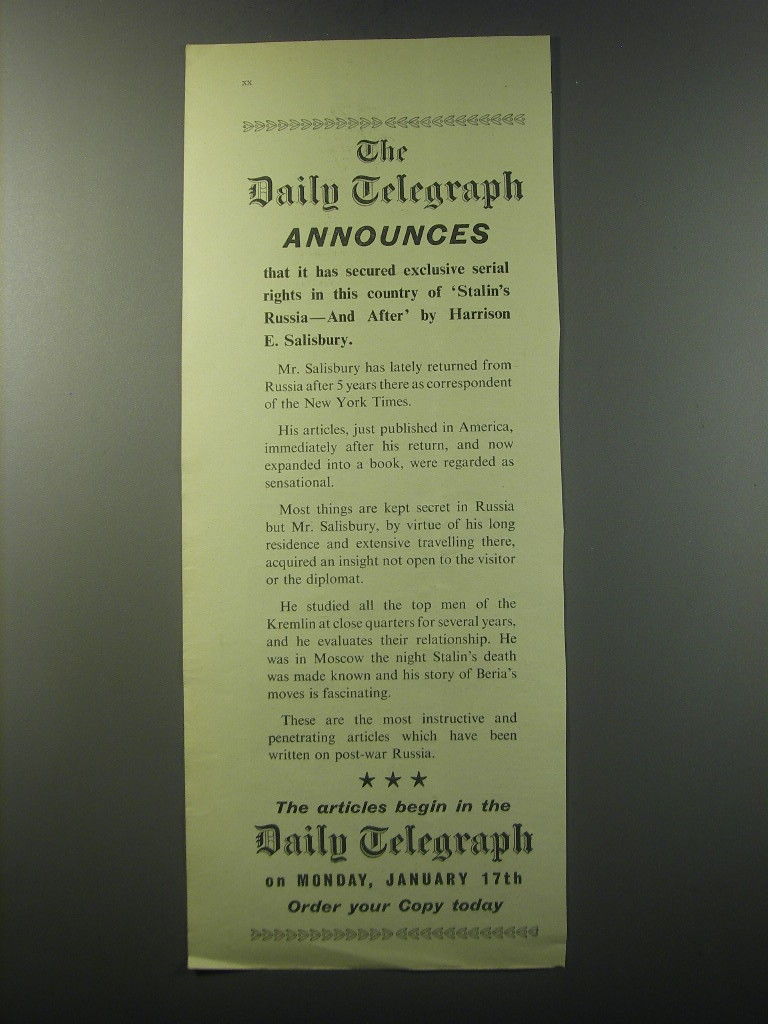 xx
The
Daily Telegraph
ANNOUNCES
that it has secured exclusive serial
rights in this country of ‘Stalin’s
Russia—And After’ by Harrison
E. Salisbury.
Mr. Salisbury has lately returned from
Russia after 5 years there as correspondent
of the New York Times.
His articles, just published in America,
immediately after his return, and now
expanded into a book, were regarded as
sensational.
Most things are kept secret in Russia
but Mr. Salisbury, by virtue of his long
residence and extensive travelling there,
acquired an insight not open to the visitor
or the diplomat.
He studied all the top men of the
Kremlin at close quarters for several years,
and he evaluates their relationship. He
was in Moscow the night Stalin’s death
was made known and his story of Beria’s
moves is fascinating.
These are the most instructive and
penetrating articles which have been
written on post-war Russia.
★ ★ ★
The articles begin in the
Daily Telegraph
on MONDAY, JANUARY 17th
Order your Copy today